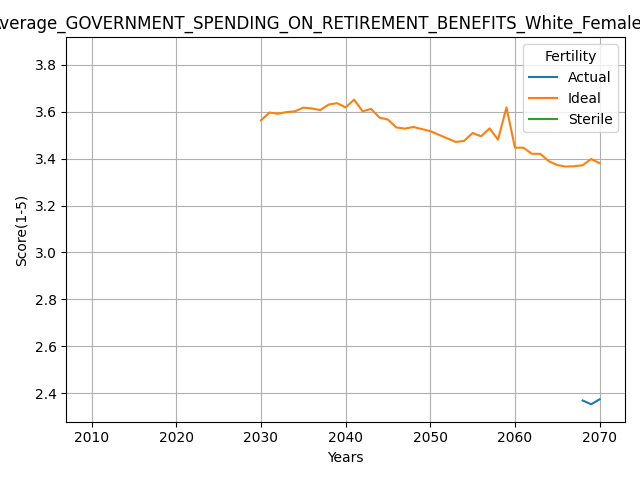 verage_GOVERNMENT_SPENDING_ON_RETIREMENT_BENEFITS_White_Female
Fertility
Actual
Ideal
Sterile
3.8
3.6
3.4
3.2
3.0
2.8
2.6
2.4
Score(1-5)
2010 2020 2030 2040 2050 2060 2070
Years